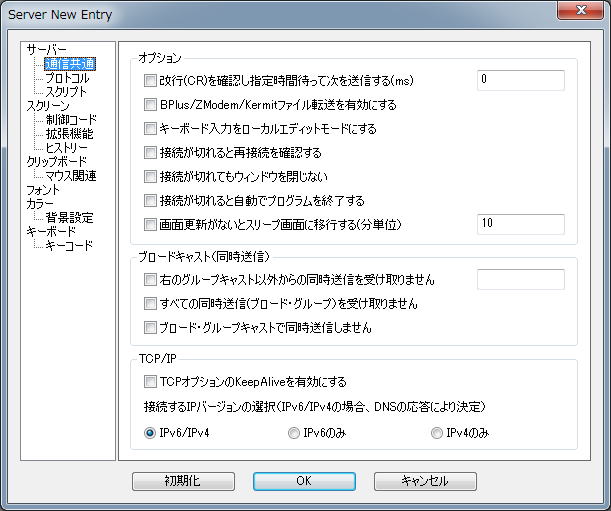 Server New Entry
サーバー
通信共通
プロトコル
スクリプト
スクリーン
制御コード
拡張機能
ヒストリー
クリップボード
マウス関連
フォント
カラー
背景設定
キーボード
キーコード
オプション
改行(CR)を確認し指定時間待って次を送信する(ms) 0
BPlus/ZModem/Kermitファイル転送を有効にする
キーボード入力をローカルエディットモードにする
接続が切れると再接続を確認する
接続が切れてもウィンドウを閉じない
接続が切れると自動でプログラムを終了する
画面更新がないとスリープ画面に移行する(分単位) 10
ブロードキャスト(同時送信)
右のグループキャスト以外からの同時送信を受け取りません
すべての同時送信(ブロード・グループ)を受け取りません
ブロード・グループキャストで同時送信しません
TCP/IP
TCPオプションのKeepAliveを有効にする
接続するIPバージョンの選択(IPv6/IPv4の場合、DNSの応答により決定)
IPv6/IPv4 IPv6のみ IPv4のみ
初期化 OK キャンセル